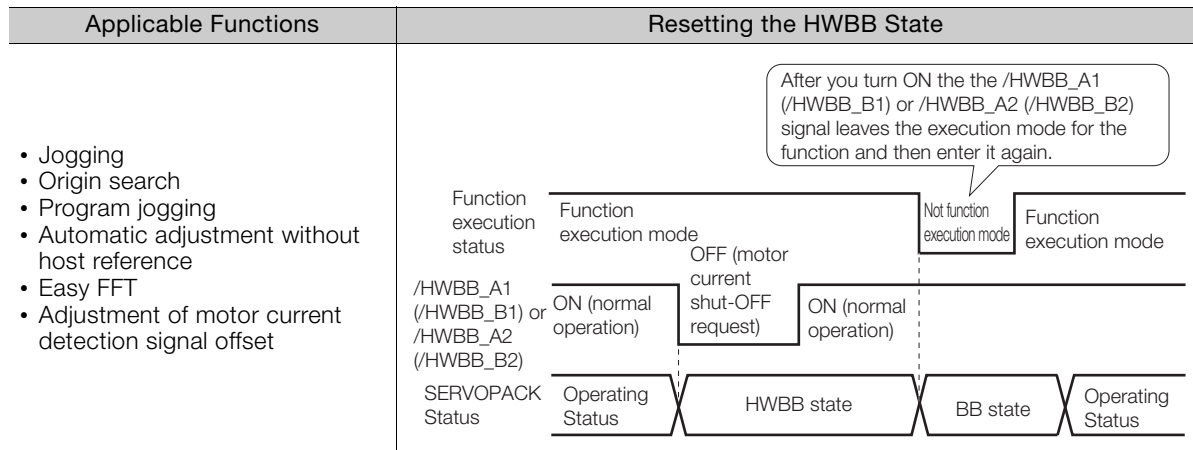 Applicable Functions
Resetting the HWBB State
• Jogging
• Origin search
• Program jogging
• Automatic adjustment without
host reference
• Easy FFT
• Adjustment of motor current
detection signal offset
After you turn ON the the /HWBB_A1
(/HWBB_B1) or /HWBB_A2 (/HWBB_B2)
signal leaves the execution mode for the
function and then enter it again.
Function
execution
status
Function
execution mode
Not function
execution mode
Function
execution mode
/HWBB_A1
(/HWBB_B1) or
/HWBB_A2
(/HWBB_B2)
ON (normal
operation)
OFF (motor
current
shut-OFF
request)
ON (normal
operation)
SERVOPACK
Status
Operating
Status
HWBB state
BB state
Operating
Status